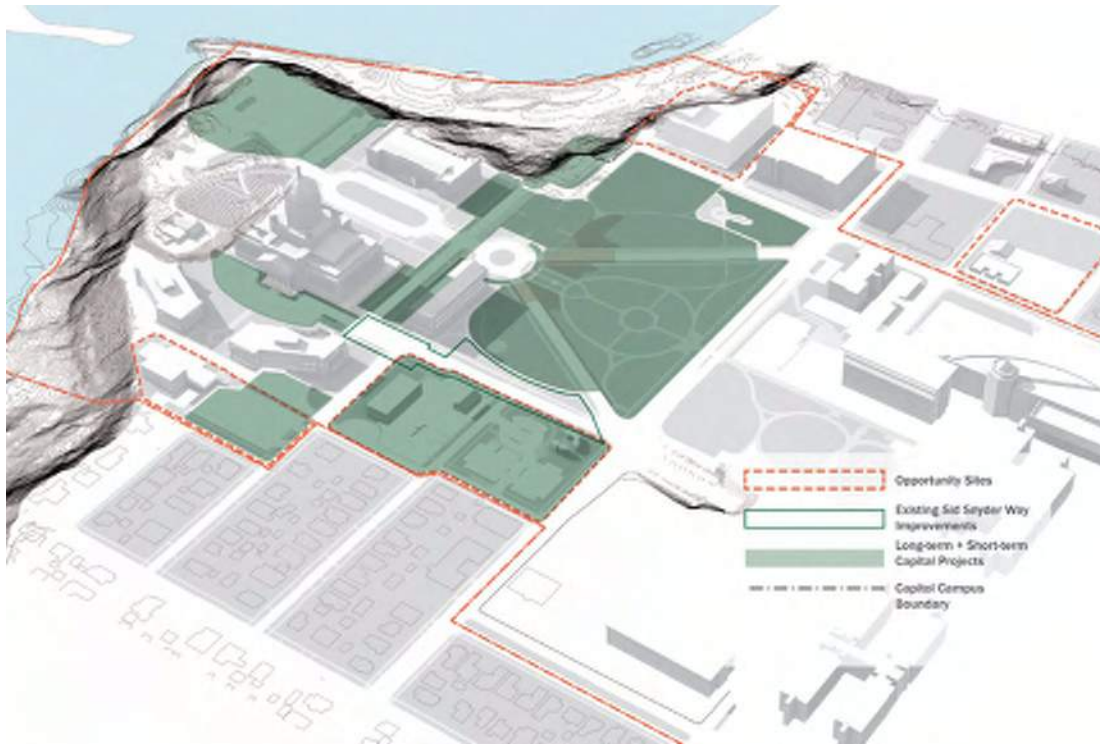 Opportunity Sites
Existing Sid Snyder Way
Improvements
Long-term + Short-term
Capital Projects
Capitol Campus
Boundary